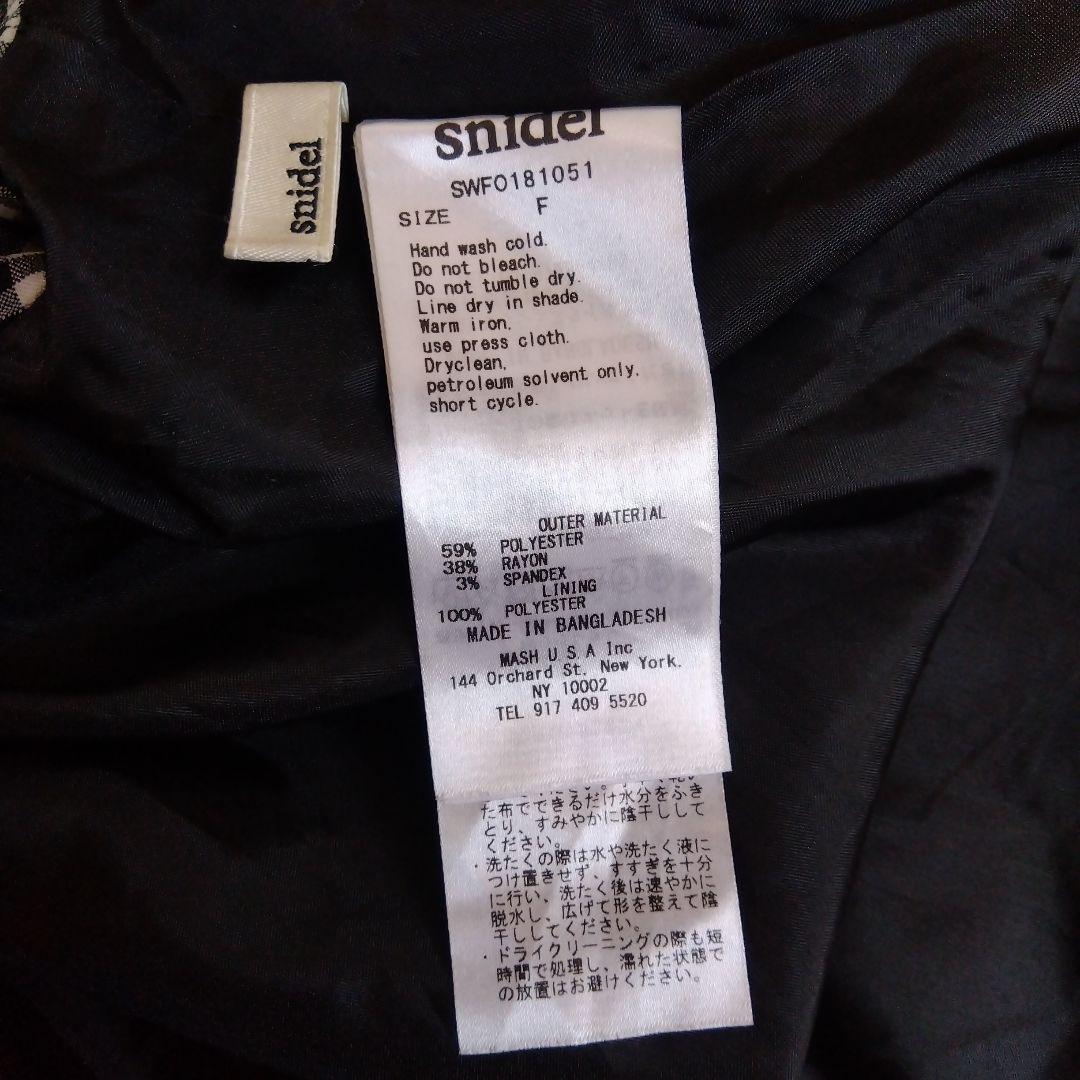 snidel
snidel
SWFO181051
SIZE F
Hand wash cold.
Do not bleach.
Do not tumble dry.
Line dry in shade.
Warm iron.
use press cloth.
Dryclean.
petroleum solvent only.
short cycle.
OUTER MATERIAL
59% POLYESTER
38% RAYON
3% SPANDEX
LINING
100% POLYESTER
MADE IN BANGLADESH
MASH U S A Inc
144 Orchard St. New York.
NY 10002
TEL 917 409 5520
た布でできるだけ水分をふき
とり、すみやかに陰干しして
ください。
・洗たくの際は水や洗たく液に
つけ置きせず、すすぎを十分
に行い、洗たく後は速やかに
脱水し、広げて形を整えて陰
干ししてください。
・ドライクリーニングの際も短
時間で処理し、濡れた状態で
の放置はお避けください。